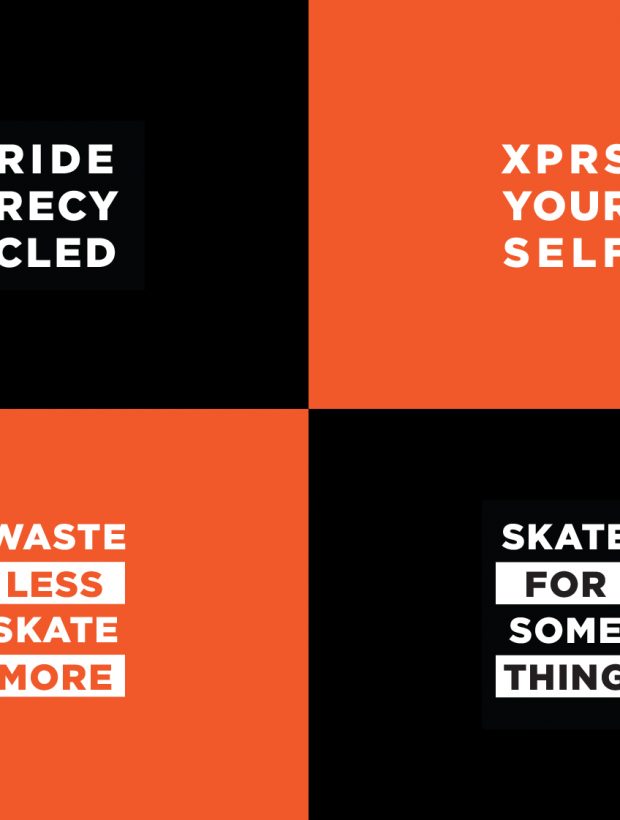 RIDE
RECY
CLED
XPRS
YOUR
SELF
WASTE
LESS
SKATE
MORE
SKATE
FOR
SOME
THING